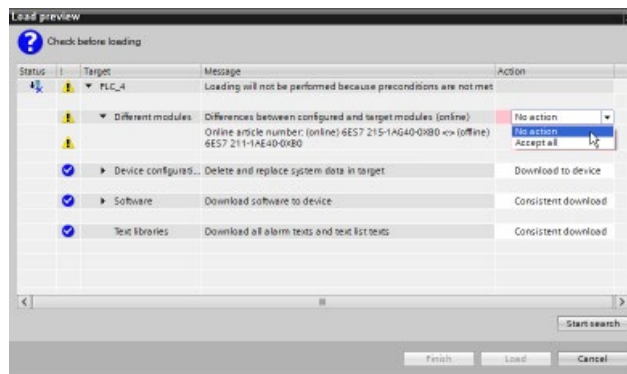 Load preview
Check before loading
Status ! Target Message Action
PLC_4 Loading will not be performed because preconditions are not met
Different modules Differences between configured and target modules (online) No action
Online article number: (online) 6ES7 215-1AG40-0XB0 <=> (offline) No action
6ES7 211-1AE40-0XB0 Accept all
Device configurati... Delete and replace system data in target Download to device
Software Download software to device Consistent download
Text libraries Download all alarm texts and text list texts Consistent download
Start search
Finish Load Cancel